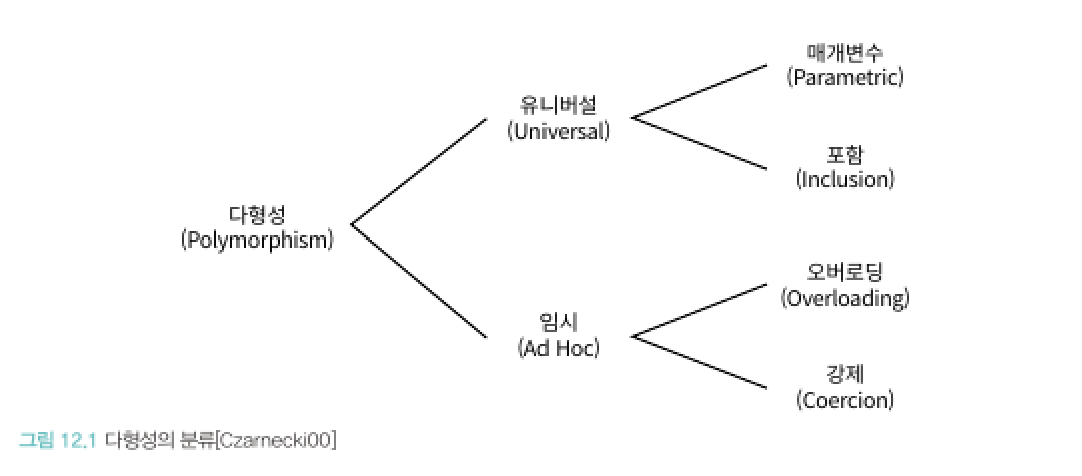 다형성
(Polymorphism)
유니버설
(Universal)
매개변수
(Parametric)
포함
(Inclusion)
임시
(Ad Hoc)
오버로딩
(Overloading)
강제
(Coercion)
그림 12.1 다형성의 분류[Czarnecki00]